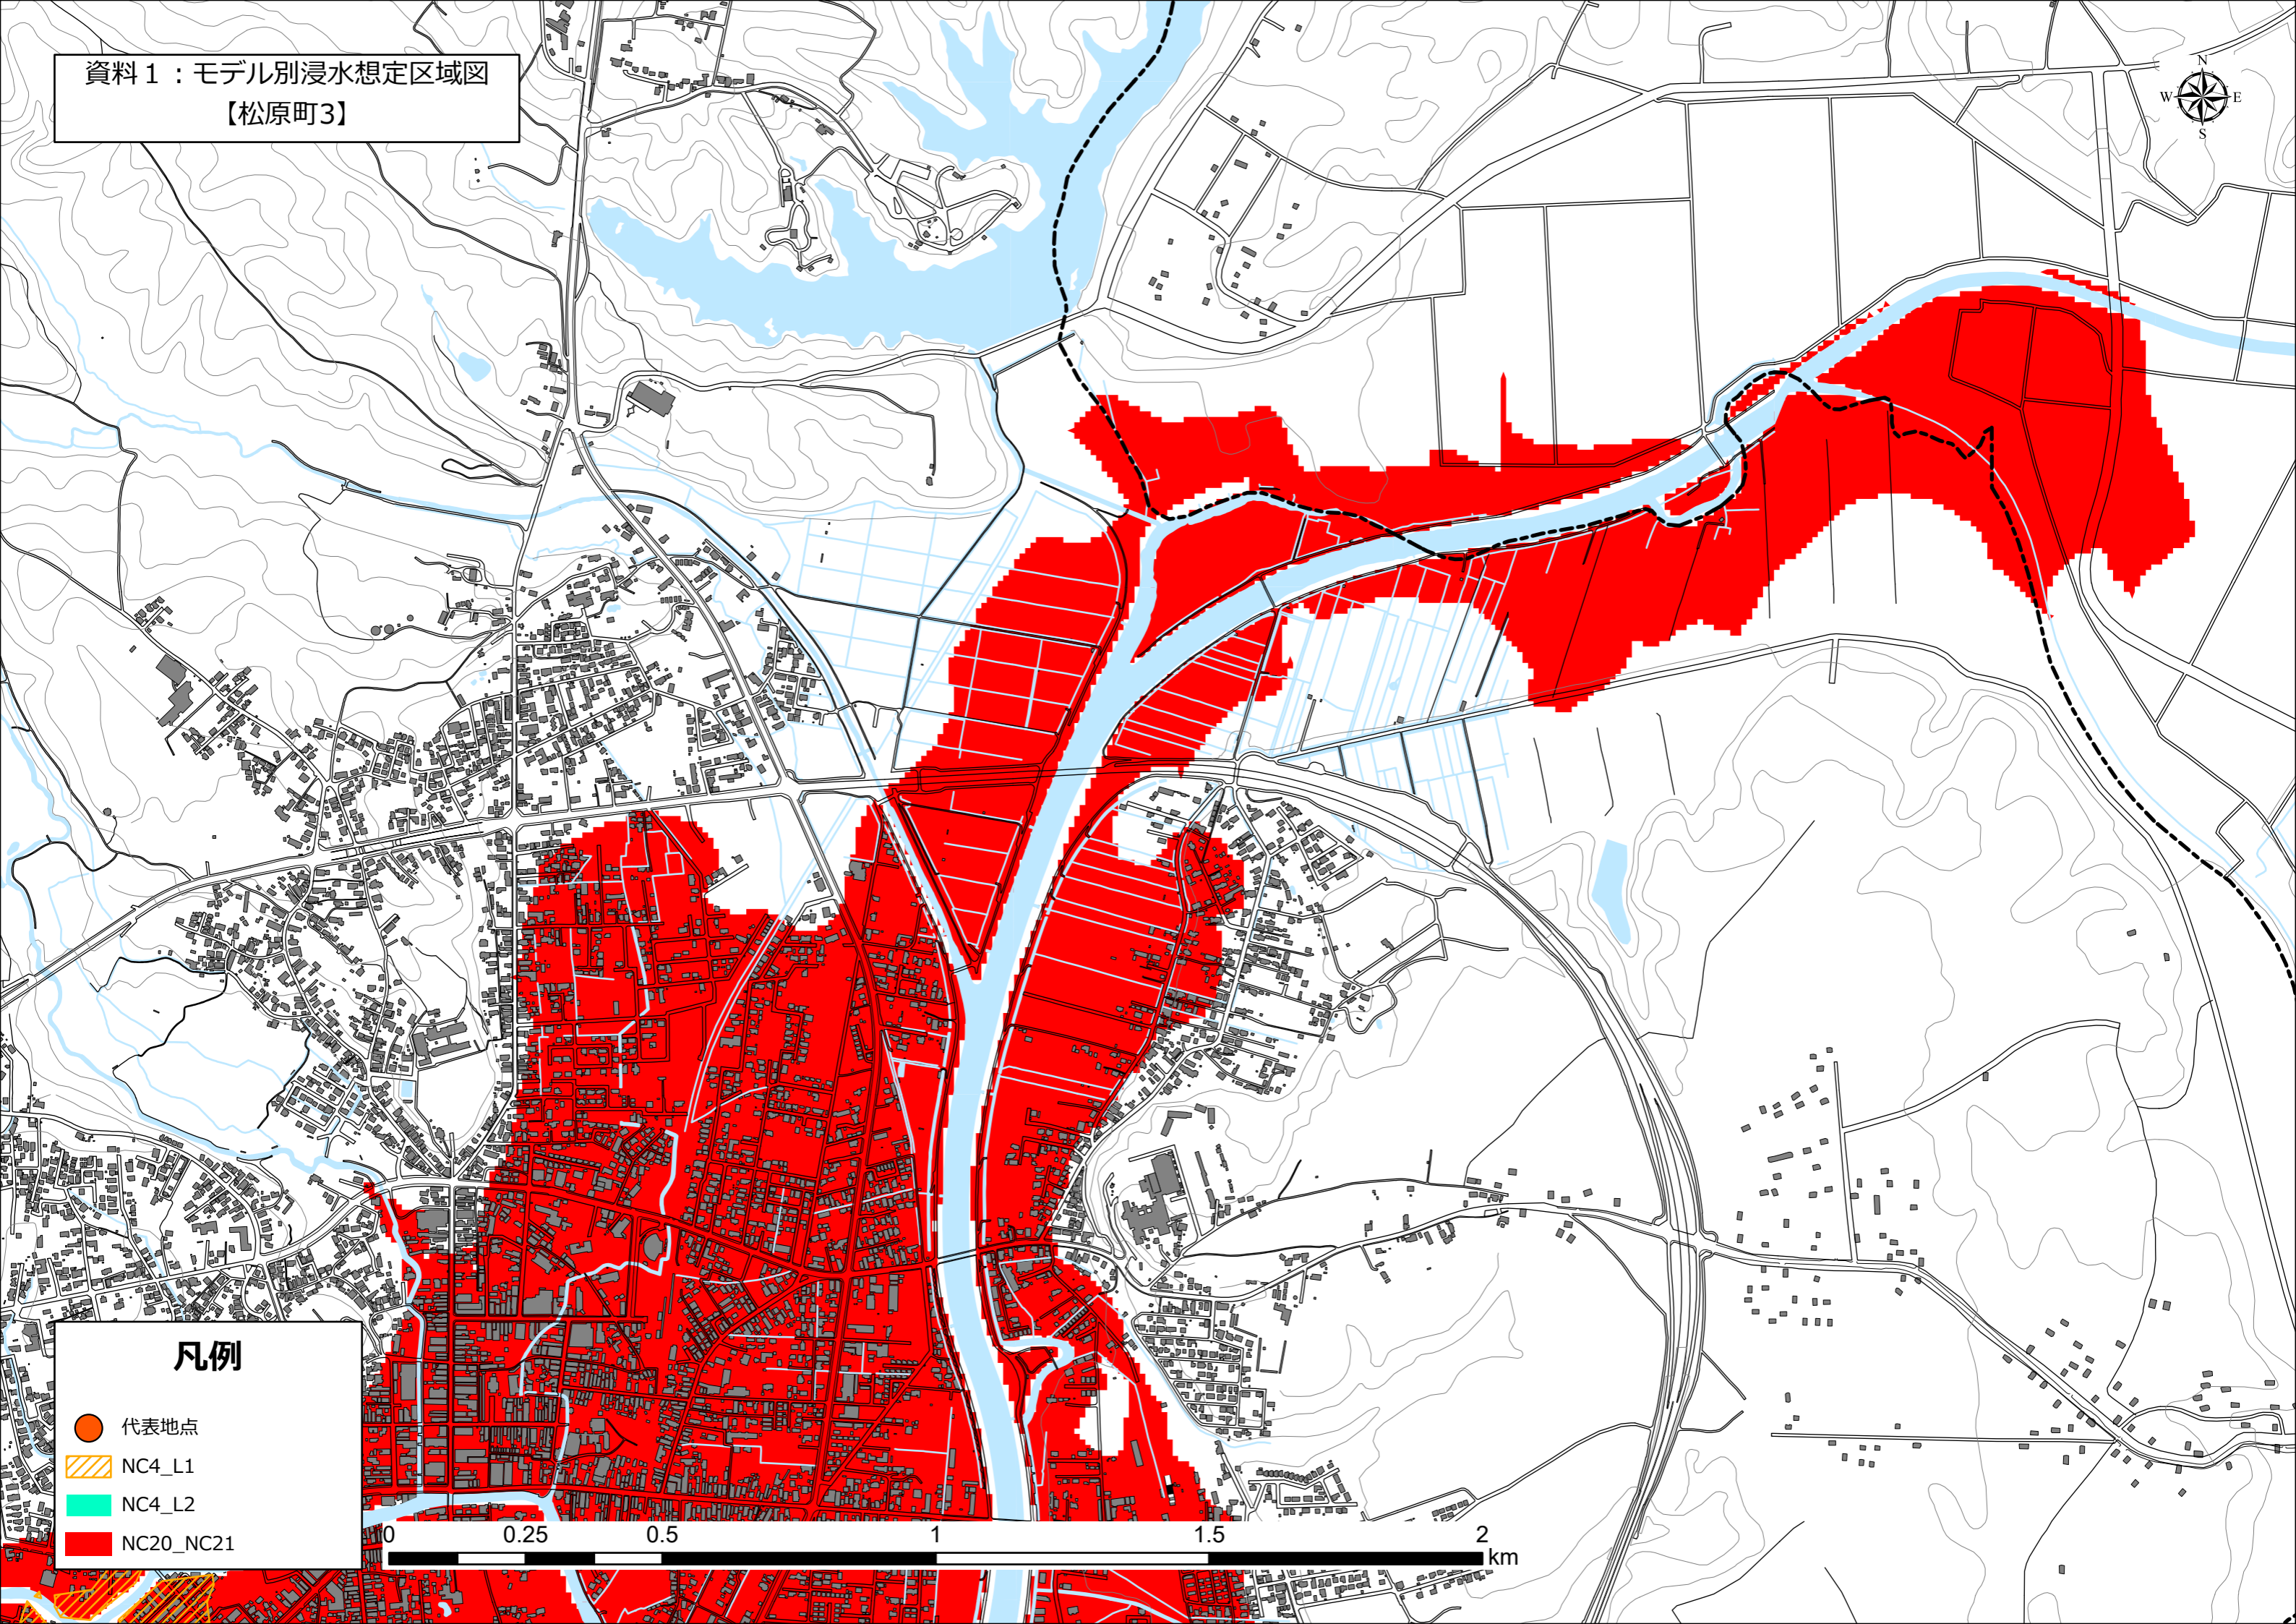 資料１：モデル別浸水想定区域図
【松原町3】
N
W E
S
凡例
代表地点
NC4_L1
NC4_L2
NC20_NC21
0 0.25 0.5 1 1.5 2
km